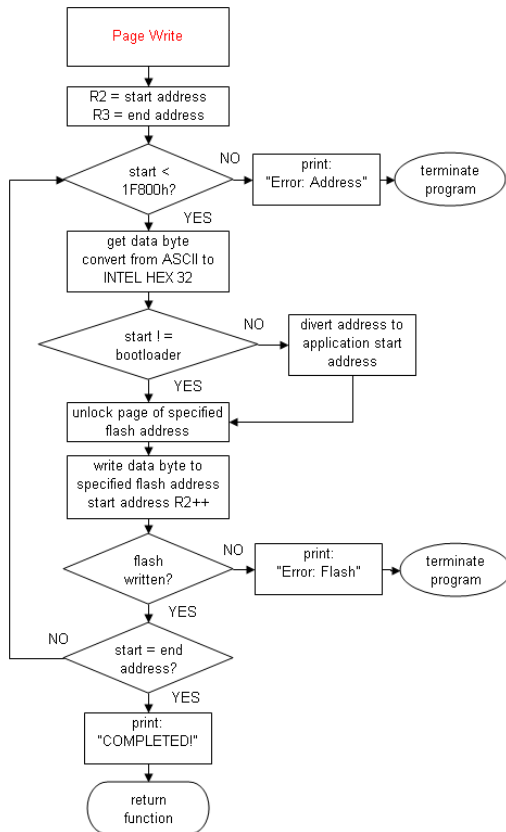 Page Write
R2 = start address
R3 = end address
start <
1F800h?
NO
print:
"Error: Address"
terminate
program
YES
get data byte
convert from ASCII to
INTEL HEX 32
start ! =
bootloader
NO
divert address to
application start
address
YES
unlock page of specified
flash address
write data byte to
specified flash address
start address R2++
flash
written?
NO
print:
"Error: Flash"
terminate
program
YES
NO
start = end
address?
YES
print:
"COMPLETED!"
return
function